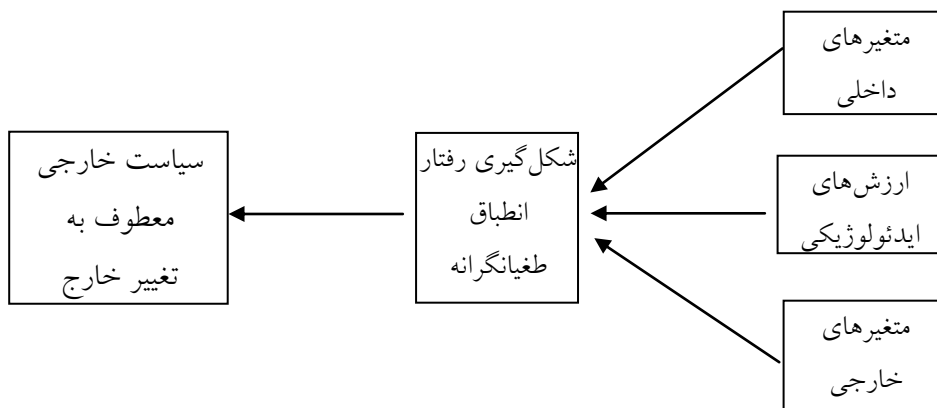 متغیرهای
داخلی
ارزش‌های
ایدئولوژیکی
متغیرهای
خارجی
شکل‌گیری رفتار
انطباق
طغیانگرانه
سیاست خارجی
معطوف به
تغییر خارج